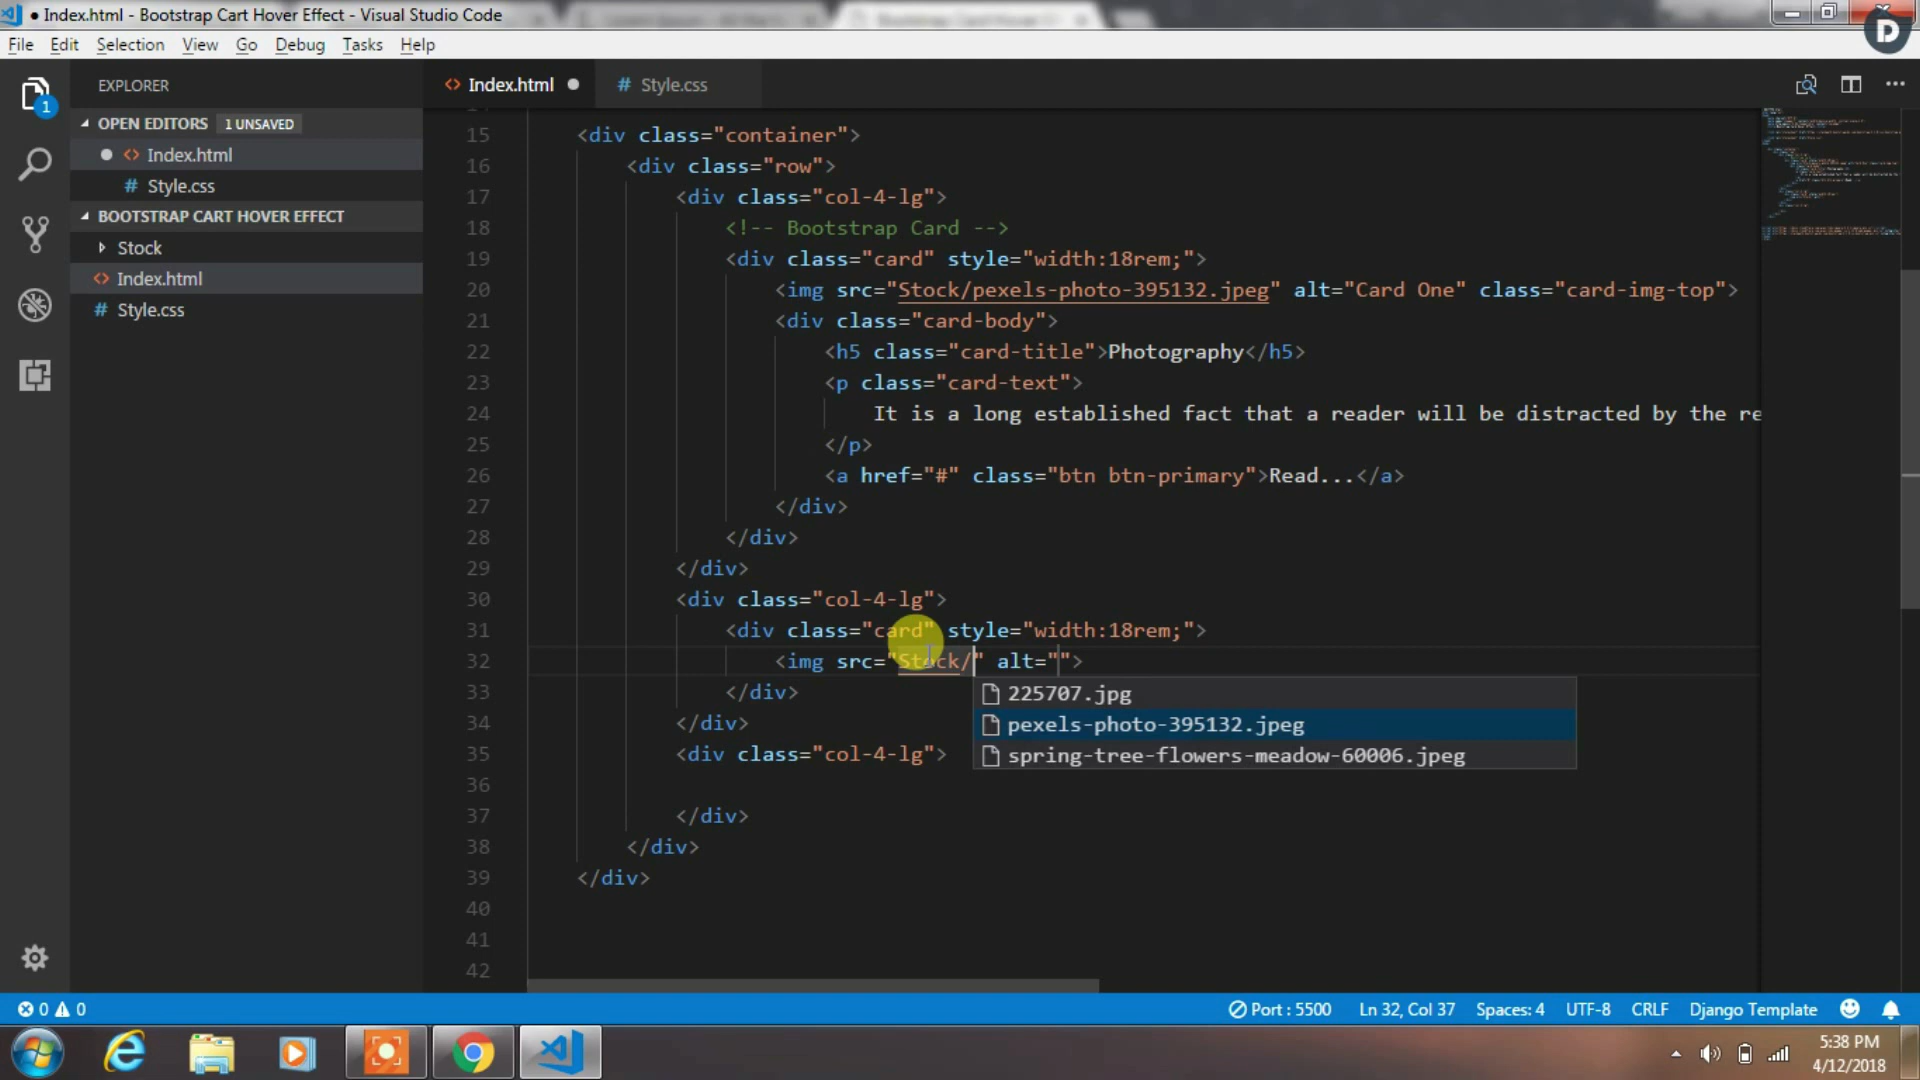 Index.html - Bootstrap Cart Hover Effect - Visual Studio Code
File Edit Selection View Go Debug Tasks Help
D
EXPLORER
1
OPEN EDITORS 1 UNSAVED
Index.html
# Style.css
BOOTSTRAP CART HOVER EFFECT
Stock
Index.html
# Style.css
<> Index.html
# Style.css
15 <div class="container">
16 <div class="row">
17 <div class="col-4-lg">
18 <!-- Bootstrap Card -->
19 <div class="card" style="width:18rem;">
20 <img src="Stock/pexels-photo-395132.jpeg" alt="Card One" class="card-img-top">
21 <div class="card-body">
22 <h5 class="card-title">Photography</h5>
23 <p class="card-text">
24 It is a long established fact that a reader will be distracted by the re
25 </p>
26 <a href="#" class="btn btn-primary">Read...</a>
27 </div>
28 </div>
29 </div>
30 <div class="col-4-lg">
31 <div class="card" style="width:18rem;">
32 <img src="Stock/" alt="">
33 </div>
34 </div>
35 <div class="col-4-lg">
36
37 </div>
38 </div>
39 </div>
40
41
42
225707.jpg
pexels-photo-395132.jpeg
spring-tree-flowers-meadow-60006.jpeg
0 0
Port : 5500 Ln 32, Col 37 Spaces: 4 UTF-8 CRLF Django Template
5:38 PM
4/12/2018